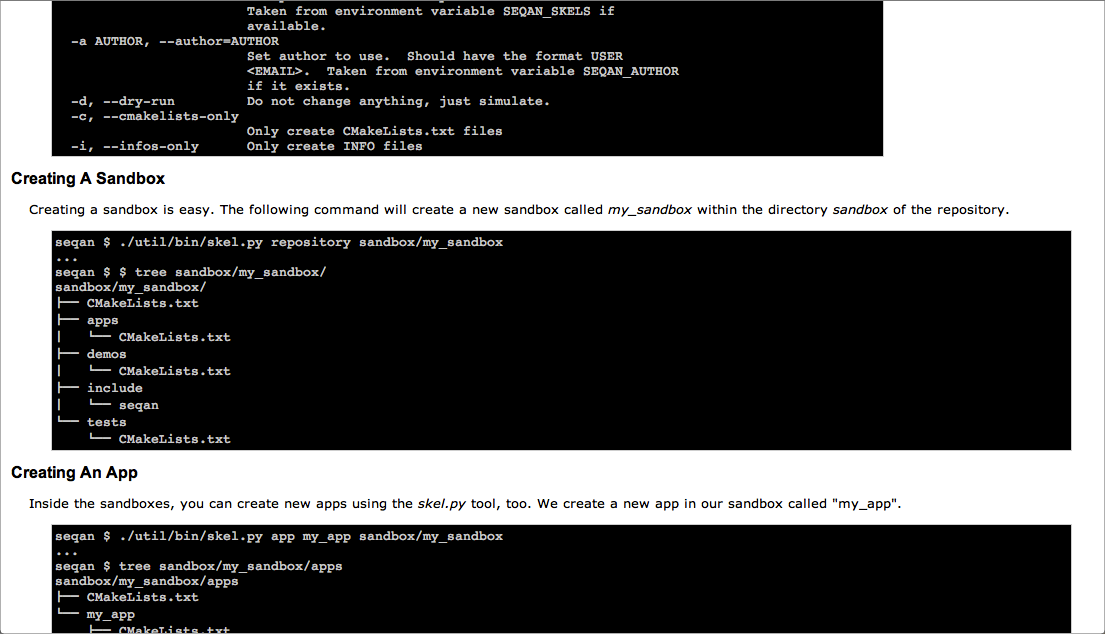 Taken from environment variable SEQAN_SKELS if
available.
-a AUTHOR, --author=AUTHOR
Set author to use.  Should have the format USER
<EMAIL>.  Taken from environment variable SEQAN_AUTHOR
if it exists.
-d, --dry-run         Do not change anything, just simulate.
-c, --cmakelists-only
Only create CMakeLists.txt files
-i, --infos-only      Only create INFO files
Creating A Sandbox
Creating a sandbox is easy. The following command will create a new sandbox called my_sandbox within the directory sandbox of the repository.
seqan $ ./util/bin/skel.py repository sandbox/my_sandbox
...
seqan $ $ tree sandbox/my_sandbox/
sandbox/my_sandbox/
├── CMakeLists.txt
├── apps
│   └── CMakeLists.txt
├── demos
│   └── CMakeLists.txt
├── include
│   └── seqan
└── tests
    └── CMakeLists.txt
Creating An App
Inside the sandboxes, you can create new apps using the skel.py tool, too. We create a new app in our sandbox called "my_app".
seqan $ ./util/bin/skel.py app my_app sandbox/my_sandbox
...
seqan $ tree sandbox/my_sandbox/apps
sandbox/my_sandbox/apps
├── CMakeLists.txt
└── my_app
    ├── CMakeLists.txt